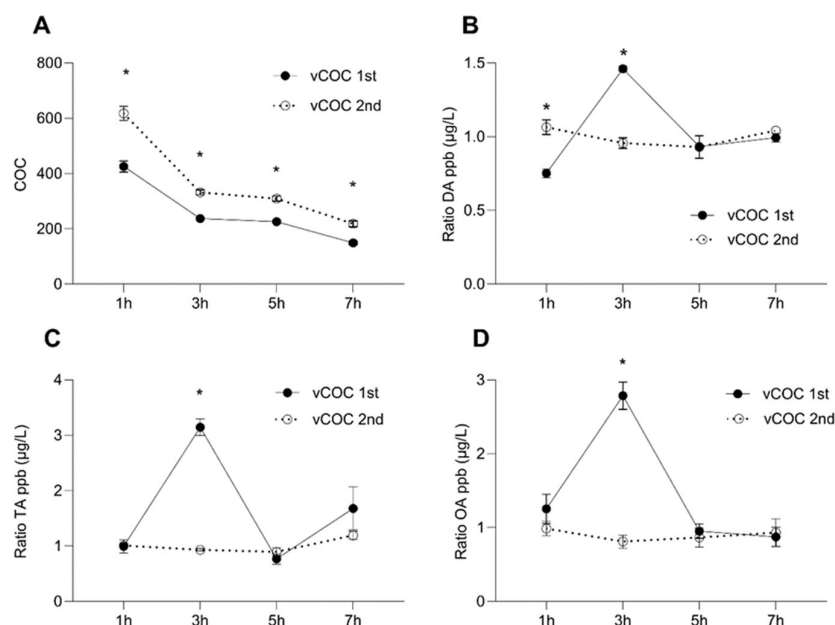 A
COC
800
600
400
200
0
1h 3h 5h 7h
* * * *
vCOC 1st
vCOC 2nd
B
Ratio DA ppb (µg/L)
1.5
1.0
0.5
0.0
1h 3h 5h 7h
* *
vCOC 1st
vCOC 2nd
C
Ratio TA ppb (µg/L)
4
3
2
1
0
1h 3h 5h 7h
*
vCOC 1st
vCOC 2nd
D
Ratio OA ppb (µg/L)
3
2
1
0
1h 3h 5h 7h
*
vCOC 1st
vCOC 2nd